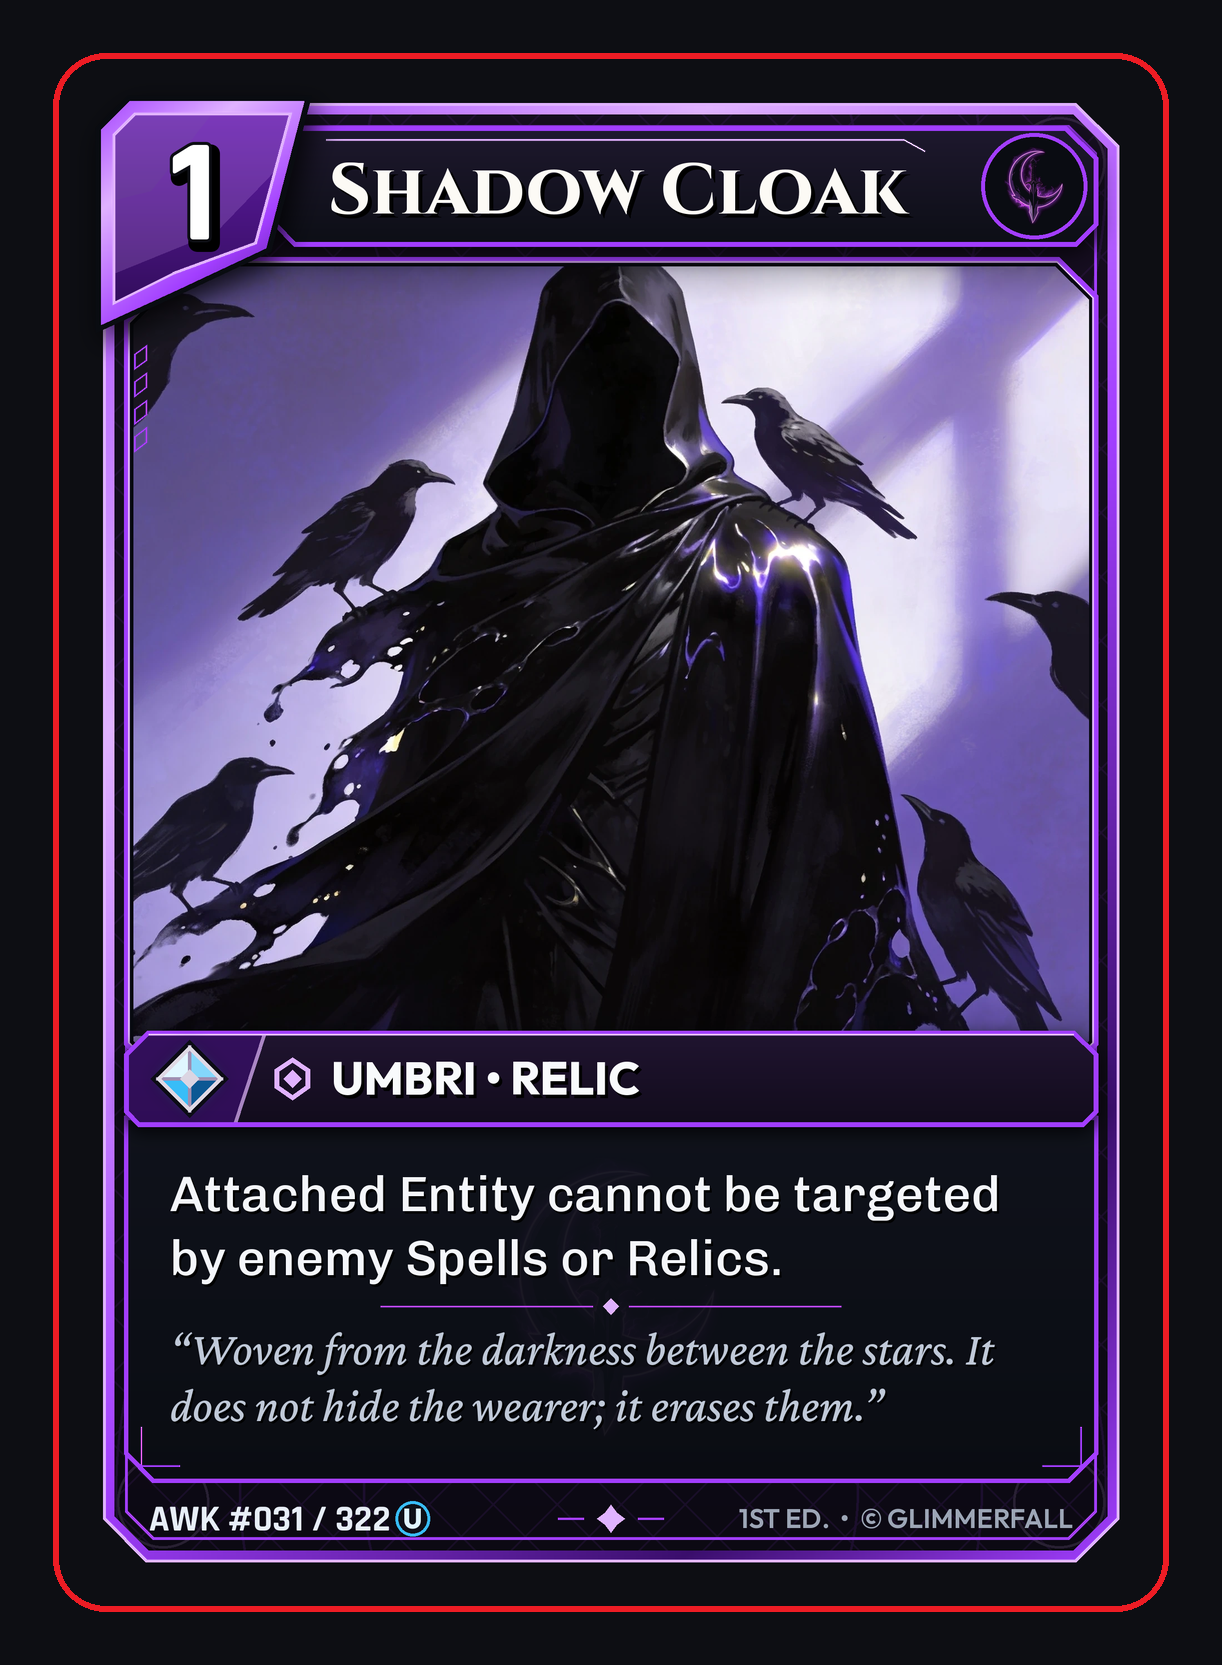 1
SHADOW CLOAK
UMBRI • RELIC
Attached Entity cannot be targeted
by enemy Spells or Relics.
“Woven from the darkness between the stars. It
does not hide the wearer; it erases them.”
AWK #031 / 322 U
1ST ED. • © GLIMMERFALL